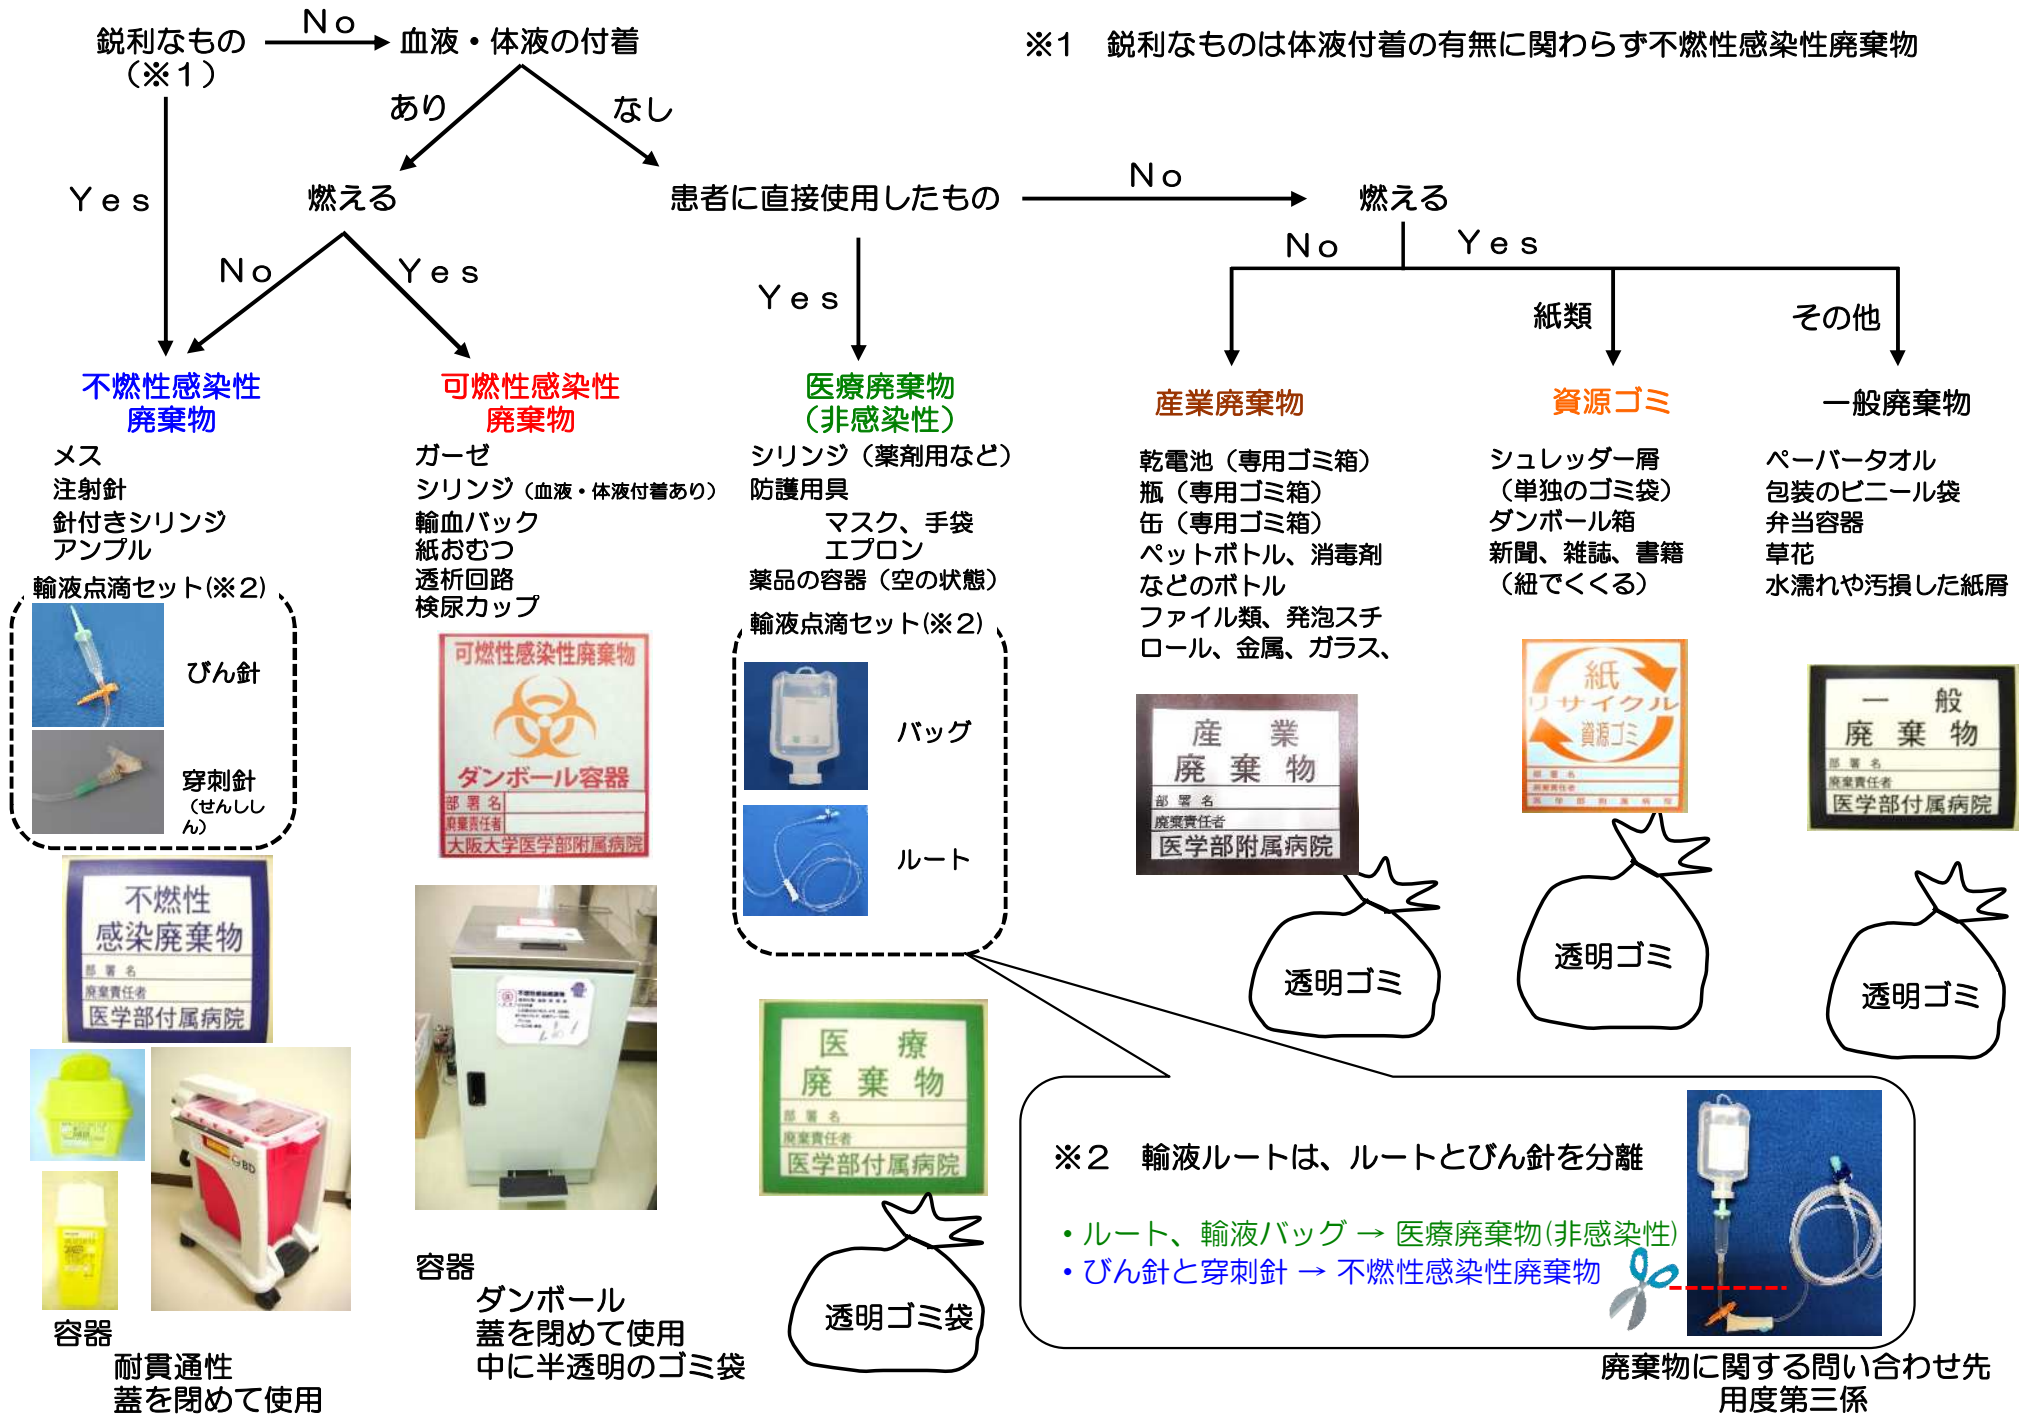 鋭利なもの
（※１）
Ｎｏ
血液・体液の付着
※1　鋭利なものは体液付着の有無に関わらず不燃性感染性廃棄物
あり
なし
Ｙｅｓ
燃える
患者に直接使用したもの
Ｎｏ
燃える
Ｎｏ
Ｙｅｓ
Ｙｅｓ
Ｎｏ
Ｙｅｓ
紙類
その他
不燃性感染性
廃棄物
メス
注射針
針付きシリンジ
アンプル
輸液点滴セット(※２)
びん針
穿刺針
（せんしし
ん）
不燃性
感染廃棄物
部署名
廃棄責任者
医学部付属病院
BD
容器
耐貫通性
蓋を閉めて使用
可燃性感染性
廃棄物
ガーゼ
シリンジ（血液・体液付着あり）
輸血バック
紙おむつ
透析回路
検尿カップ
可燃性感染性廃棄物
ダンボール容器
部署名
廃棄責任者
大阪大学医学部附属病院
容器
ダンボール
蓋を閉めて使用
中に半透明のゴミ袋
医療廃棄物
（非感染性）
シリンジ（薬剤用など）
防護用具
マスク、手袋
エプロン
薬品の容器（空の状態）
輸液点滴セット(※２)
バッグ
ルート
医療
廃棄物
部署名
廃棄責任者
医学部付属病院
透明ゴミ袋
産業廃棄物
乾電池（専用ゴミ箱）
瓶（専用ゴミ箱）
缶（専用ゴミ箱）
ペットボトル、消毒剤
などのボトル
ファイル類、発泡スチ
ロール、金属、ガラス、
産業
廃棄物
部署名
廃棄責任者
医学部附属病院
透明ゴミ
資源ゴミ
シュレッダー屑
（単独のゴミ袋）
ダンボール箱
新聞、雑誌、書籍
（紐でくくる）
紙
リサイクル
資源ゴミ
部署名
廃棄責任者
医学部附属病院
透明ゴミ
一般廃棄物
ペーパータオル
包装のビニール袋
弁当容器
草花
水濡れや汚損した紙屑
一般
廃棄物
部署名
廃棄責任者
医学部付属病院
透明ゴミ
※２　輸液ルートは、ルートとびん針を分離
・ルート、輸液バッグ → 医療廃棄物(非感染性)
・びん針と穿刺針 → 不燃性感染性廃棄物
廃棄物に関する問い合わせ先
用度第三係